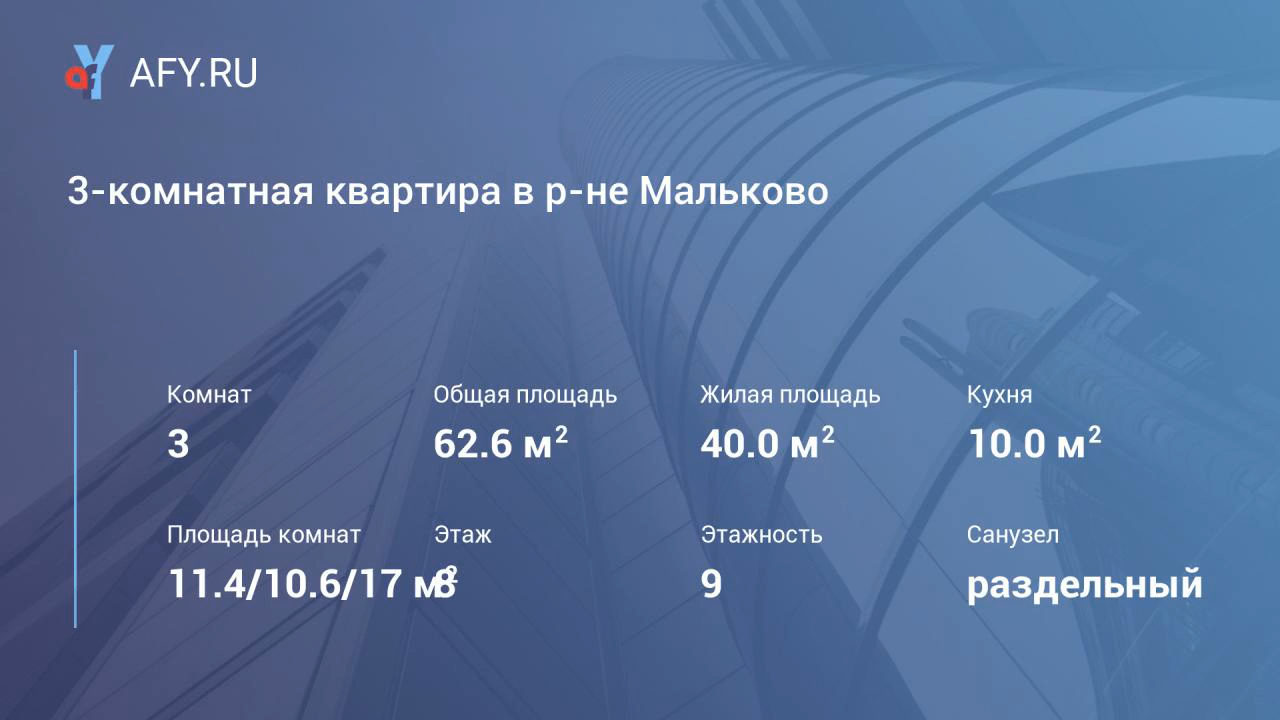 AFY.RU
3-комнатная квартира в р-не Мальково
Комнат Общая площадь Жилая площадь Кухня
3 62.6 м² 40.0 м² 10.0 м²
Площадь комнат Этаж Этажность Санузел
11.4/10.6/17 м² 8 9 раздельный